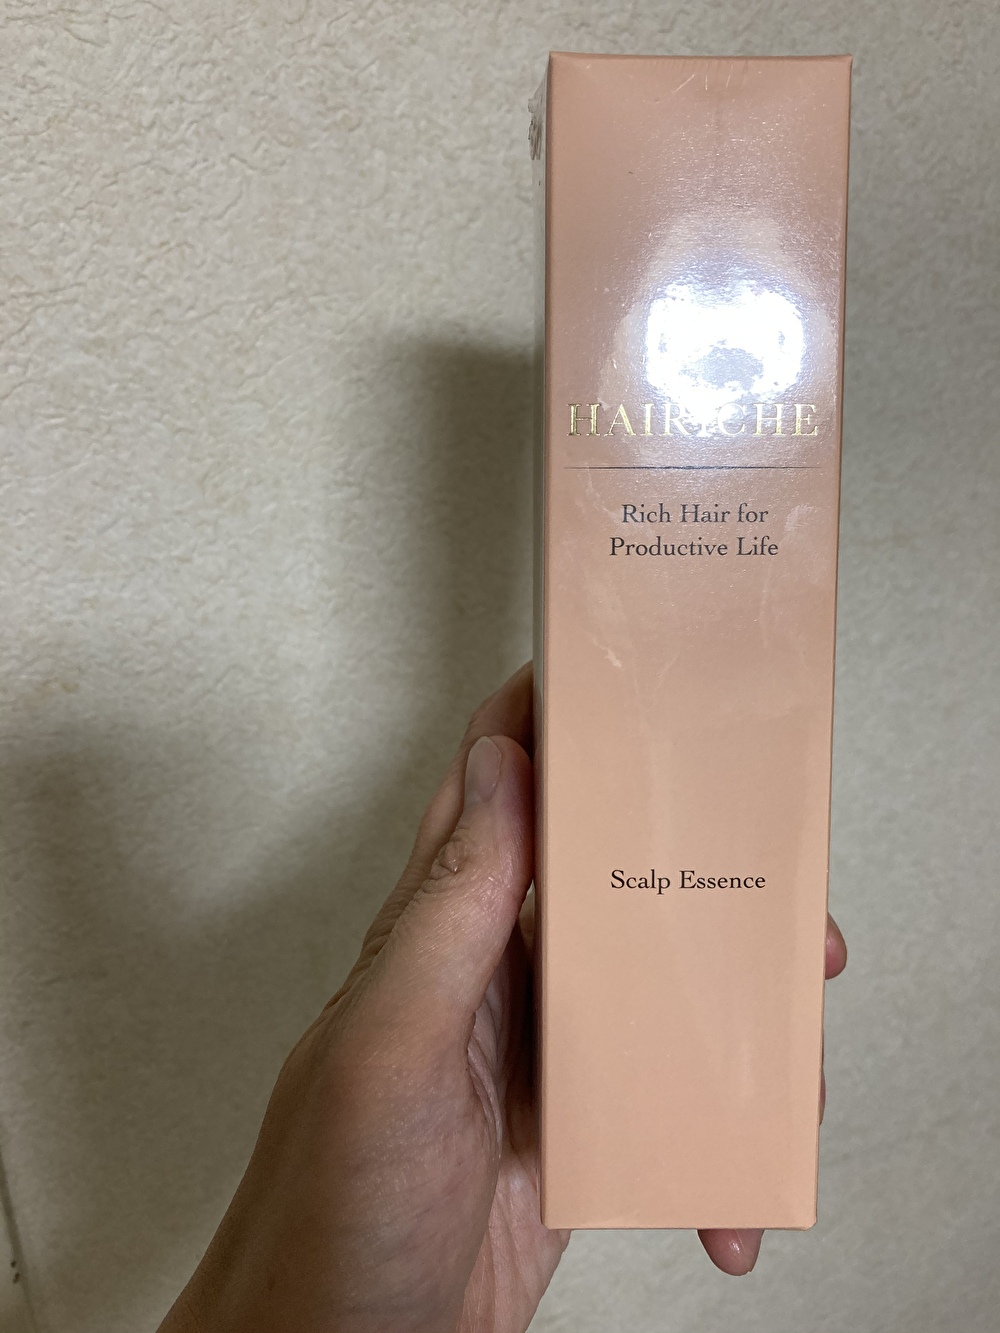 HAIRICHE
Rich Hair for
Productive Life
Scalp Essence